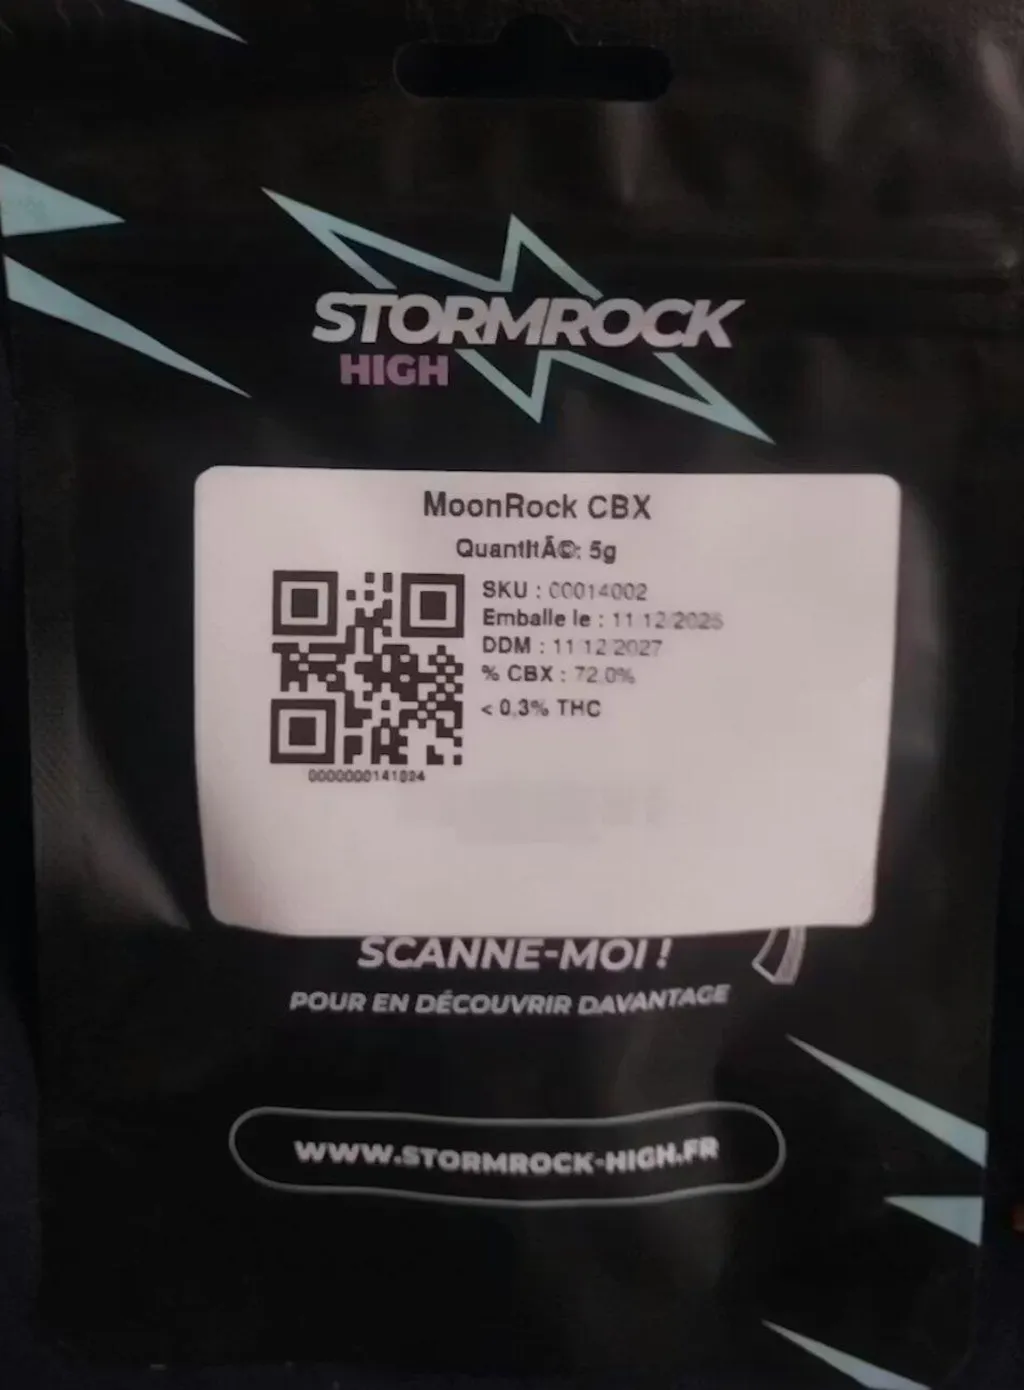 STORMROCK
HIGH
MoonRock CBX
QuantitÃ©: 5g
SKU : 00014002
Emballe le : 11 12 2025
DDM : 11 12 2027
% CBX : 72.0%
< 0,3% THC
0000000141024
SCANNE-MOI !
POUR EN DÉCOUVRIR DAVANTAGE
WWW.STORMROCK-HIGH.FR